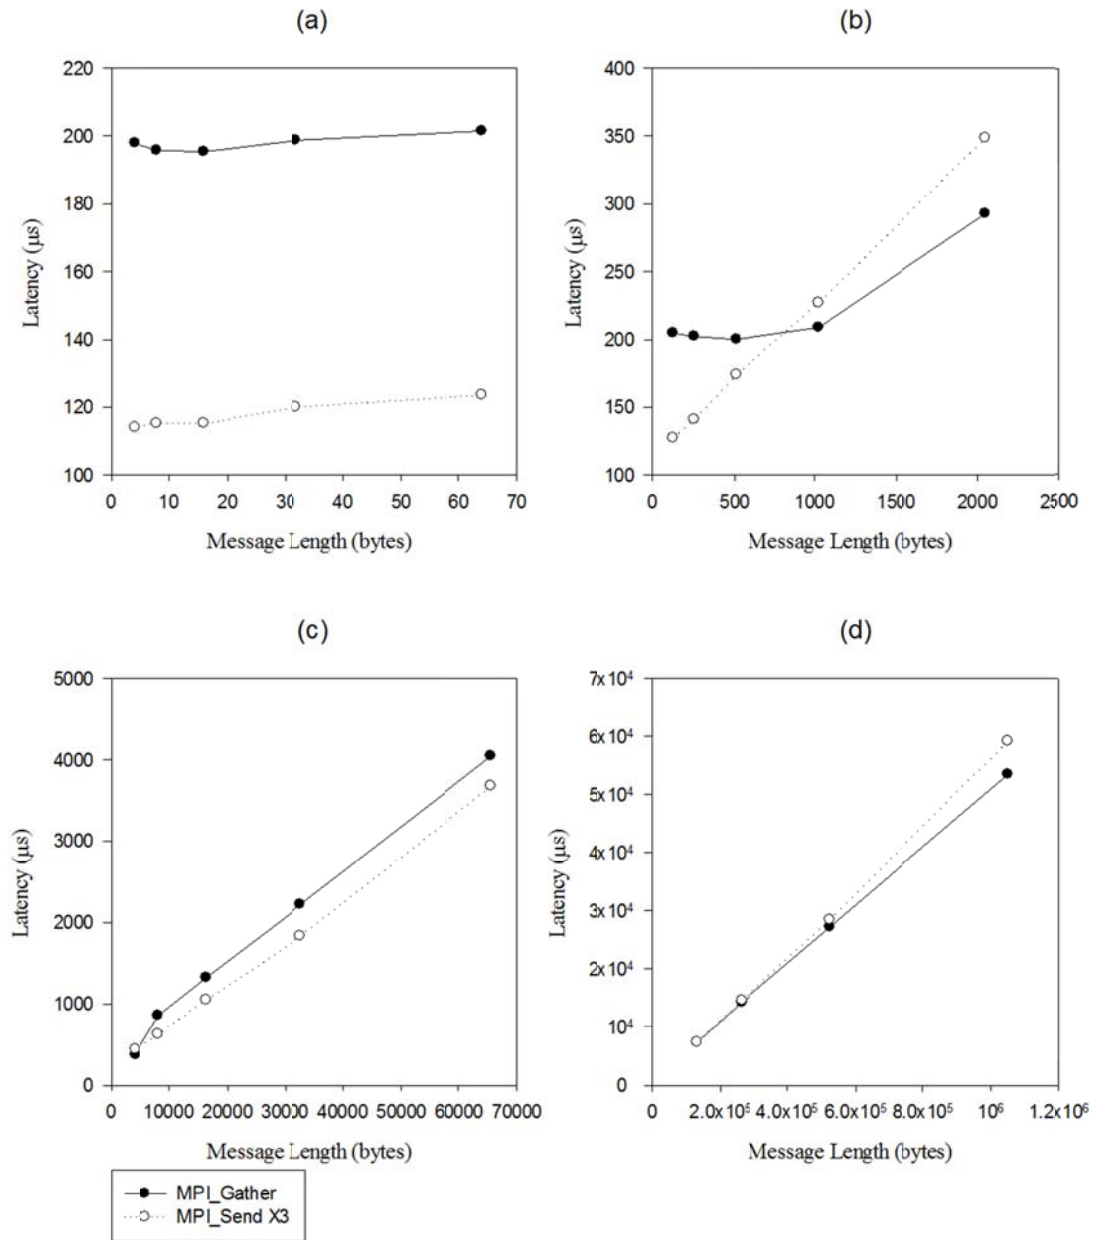 (a)
220
200
180
160
140
120
100
0 10 20 30 40 50 60 70
Latency (μs)
Message Length (bytes)
(b)
400
350
300
250
200
150
100
0 500 1000 1500 2000 2500
Latency (μs)
Message Length (bytes)
(c)
5000
4000
3000
2000
1000
0
0 10000 20000 30000 40000 50000 60000 70000
Latency (μs)
Message Length (bytes)
(d)
7x10⁴
6x10⁴
5x10⁴
4x10⁴
3x10⁴
2x10⁴
10⁴
0
0 2.0x10⁵ 4.0x10⁵ 6.0x10⁵ 8.0x10⁵ 10⁶ 1.2x10⁶
Latency (μs)
Message Length (bytes)
MPI_Gather
MPI_Send X3